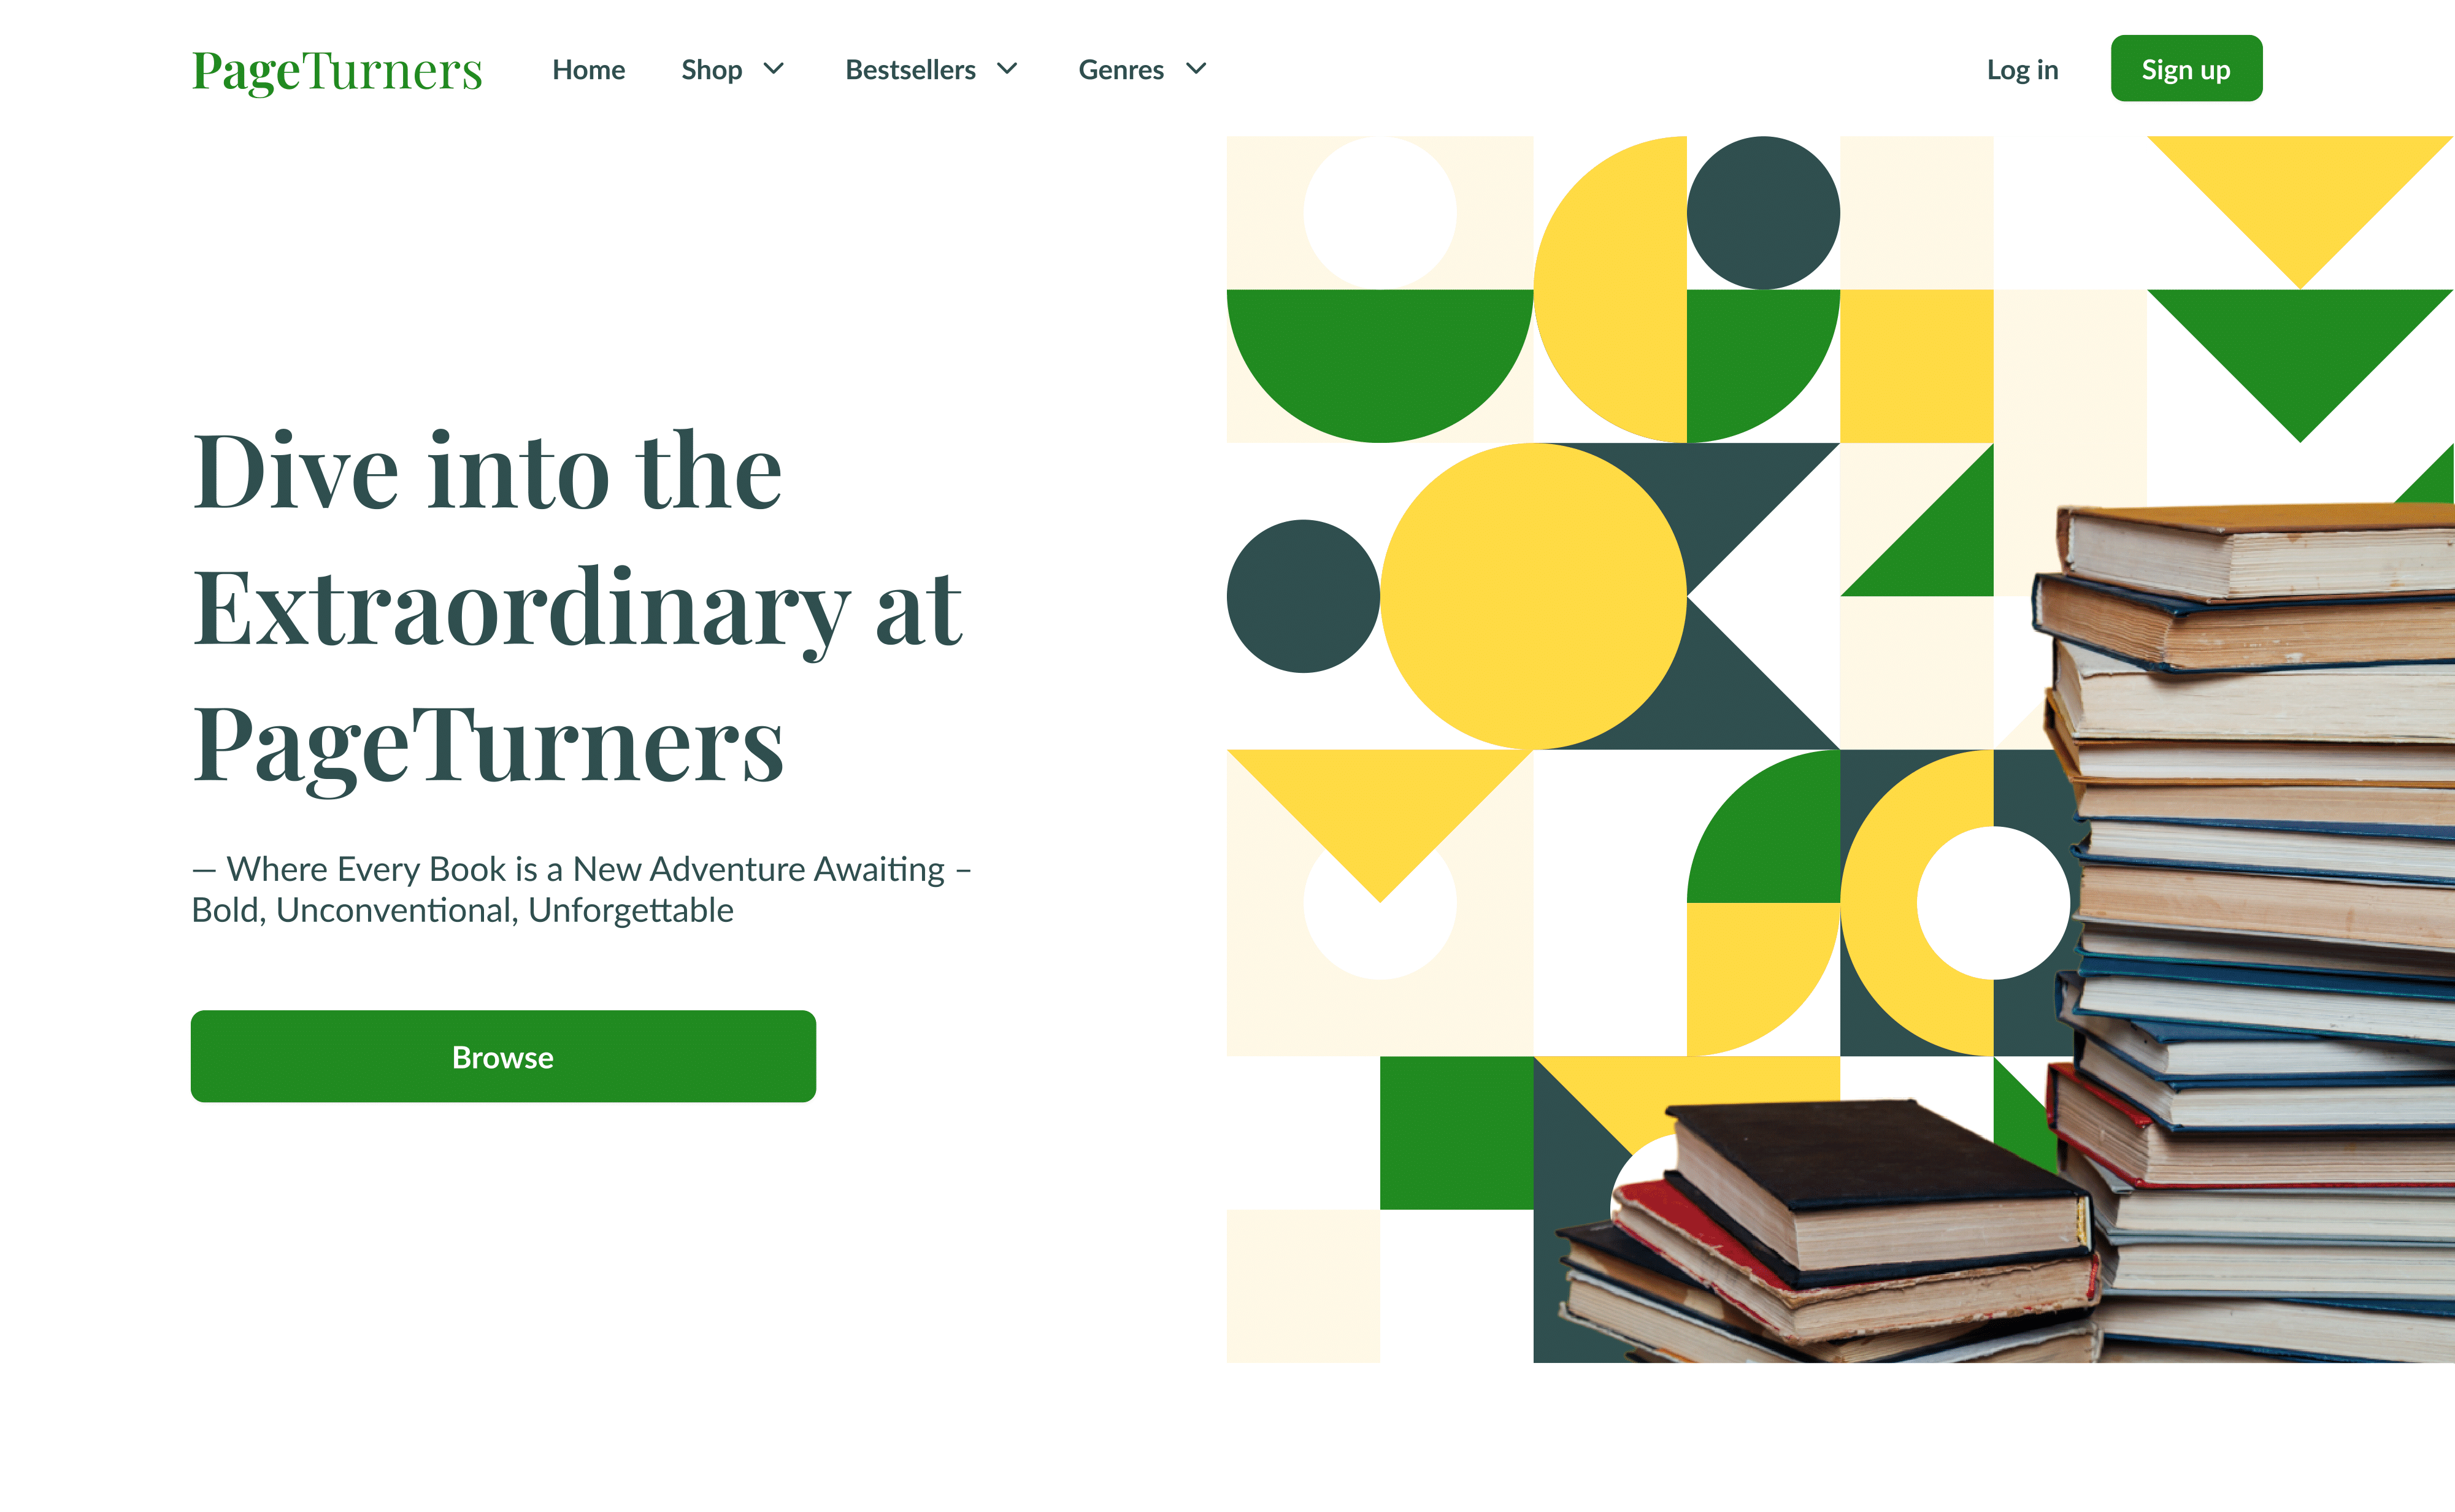 PageTurners Home Shop Bestsellers Genres Log in Sign up
Dive into the
Extraordinary at
PageTurners
— Where Every Book is a New Adventure Awaiting –
Bold, Unconventional, Unforgettable
Browse